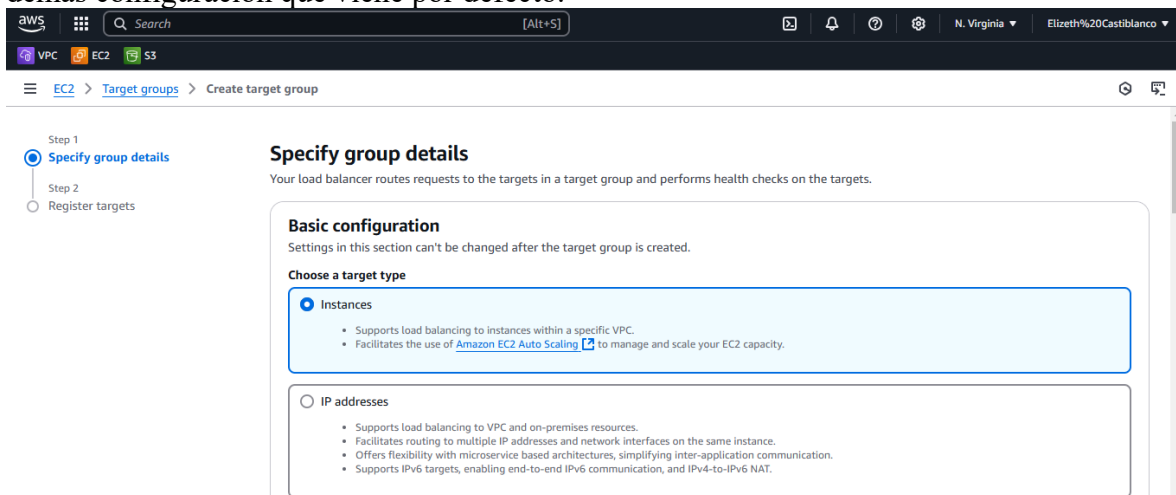 demás configuración que viene por defecto.
aws Search [Alt+S] N. Virginia Elizeth%20Castiblanco
VPC EC2 S3
EC2 > Target groups > Create target group
Step 1
Specify group details
Step 2
Register targets
Specify group details
Your load balancer routes requests to the targets in a target group and performs health checks on the targets.
Basic configuration
Settings in this section can't be changed after the target group is created.
Choose a target type
Instances
• Supports load balancing to instances within a specific VPC.
• Facilitates the use of Amazon EC2 Auto Scaling to manage and scale your EC2 capacity.
IP addresses
• Supports load balancing to VPC and on-premises resources.
• Facilitates routing to multiple IP addresses and network interfaces on the same instance.
• Offers flexibility with microservice based architectures, simplifying inter-application communication.
• Supports IPv6 targets, enabling end-to-end IPv6 communication, and IPv4-to-IPv6 NAT.